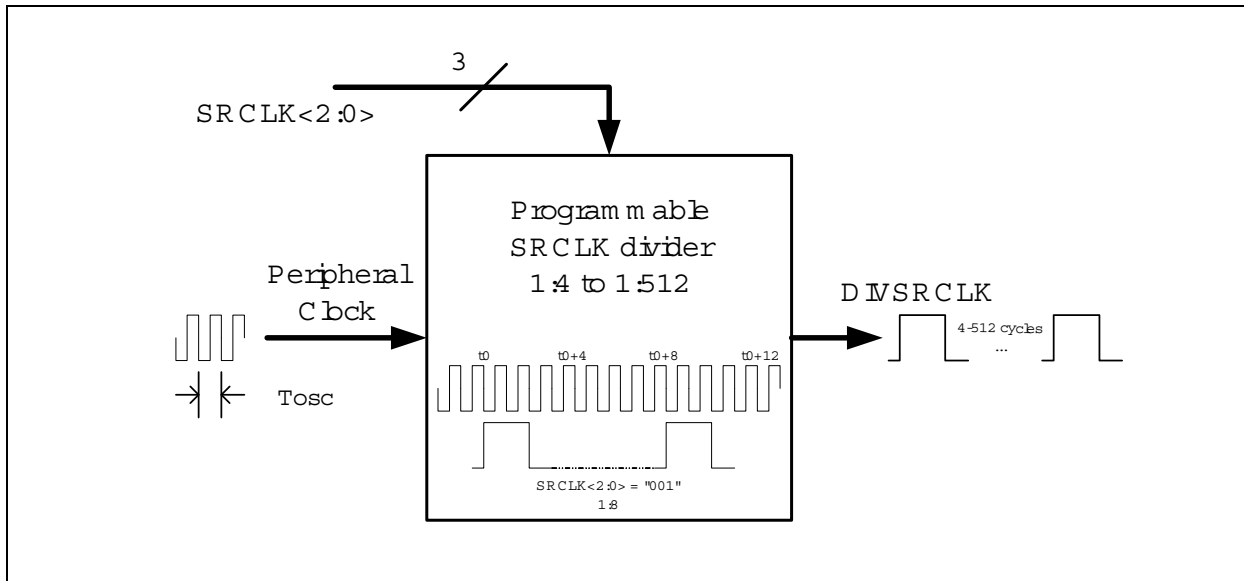 3
SRCLK<2:0>
Programmable
SRCLK divider
1:4 to 1:512
Peripheral
Clock
DIVSRCLK
4-512 cycles
...
t0 t0+4 t0+8 t0+12
Tosc
SRCLK<2:0> = "001"
1:8